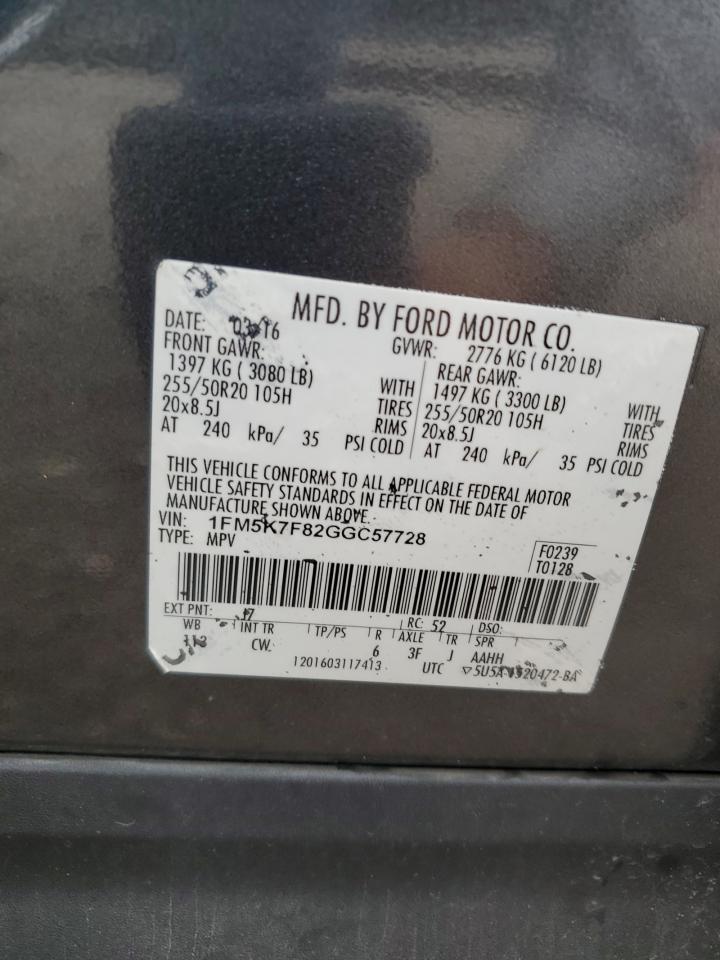 MFD. BY FORD MOTOR CO.
DATE: 03/16
GVWR: 2776 KG ( 6120 LB)
FRONT GAWR:
1397 KG ( 3080 LB) WITH
255/50R20 105H TIRES
20x8.5J RIMS
AT 240 kPa/ 35 PSI COLD
REAR GAWR:
1497 KG ( 3300 LB) WITH
255/50R20 105H TIRES
20x8.5J RIMS
AT 240 kPa/ 35 PSI COLD
THIS VEHICLE CONFORMS TO ALL APPLICABLE FEDERAL MOTOR
VEHICLE SAFETY STANDARDS IN EFFECT ON THE DATE OF
MANUFACTURE SHOWN ABOVE.
VIN: 1FM5K7F82GGC57728
TYPE: MPV
F0239
T0128
EXT PNT: RC: 52 DSO:
WB INT TR TP/PS R AXLE TR SPR
CW 6 3F J AAHH
1201603117413 UTC